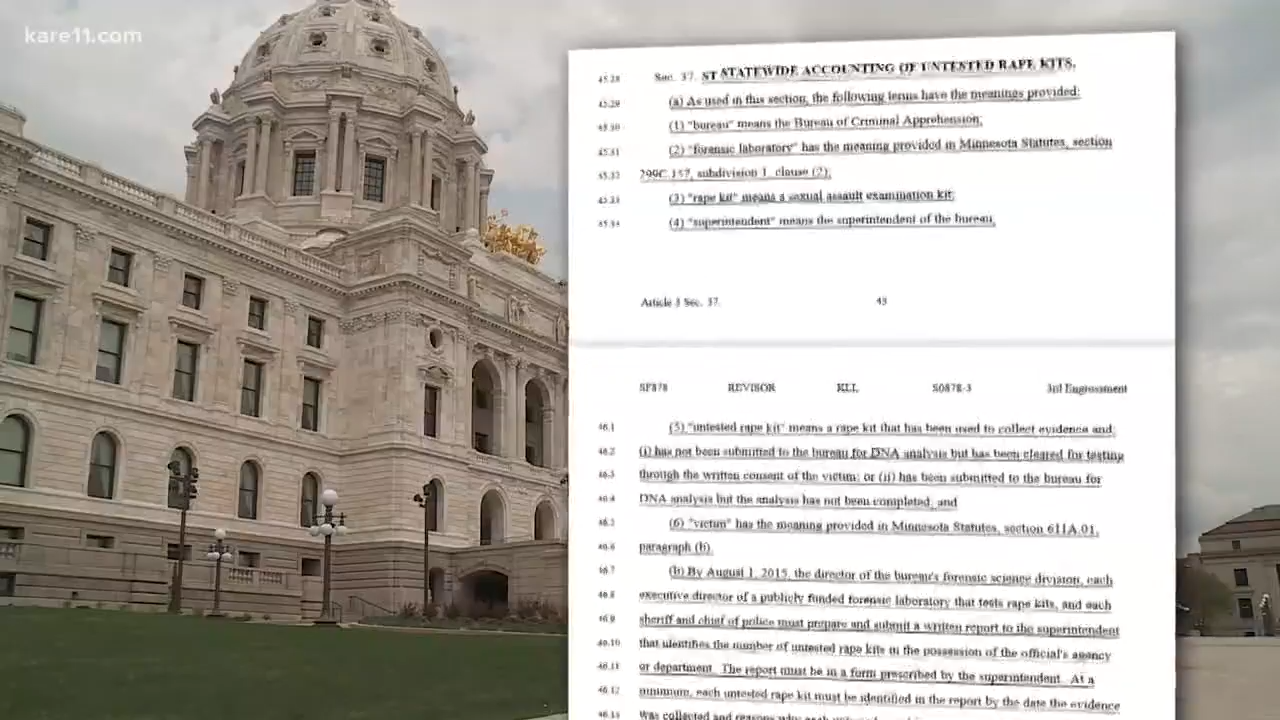 kare11.com
45.28 Sec. 37. ST STATEWIDE ACCOUNTING OF UNTESTED RAPE KITS.
45.29 (a) As used in this section, the following terms have the meanings provided:
45.30 (1) "bureau" means the Bureau of Criminal Apprehension;
45.31 (2) "forensic laboratory" has the meaning provided in Minnesota Statutes, section
45.32 299C.157, subdivision 1, clause (2);
45.33 (3) "rape kit" means a sexual assault examination kit;
45.34 (4) "superintendent" means the superintendent of the bureau;
Article 3 Sec. 37. 45
SF878 REVISOR KLL S0878-3 3rd Engrossment
46.1 (5) "untested rape kit" means a rape kit that has been used to collect evidence and:
46.2 (i) has not been submitted to the bureau for DNA analysis but has been cleared for testing
46.3 through the written consent of the victim; or (ii) has been submitted to the bureau for
46.4 DNA analysis but the analysis has not been completed; and
46.5 (6) "victim" has the meaning provided in Minnesota Statutes, section 611A.01,
46.6 paragraph (b).
46.7 (b) By August 1, 2015, the director of the bureau's forensic science division, each
46.8 executive director of a publicly funded forensic laboratory that tests rape kits, and each
46.9 sheriff and chief of police must prepare and submit a written report to the superintendent
46.10 that identifies the number of untested rape kits in the possession of the official's agency
46.11 or department. The report must be in a form prescribed by the superintendent. At a
46.12 minimum, each untested rape kit must be identified in the report by the date the evidence
46.13 was collected and reasons why each